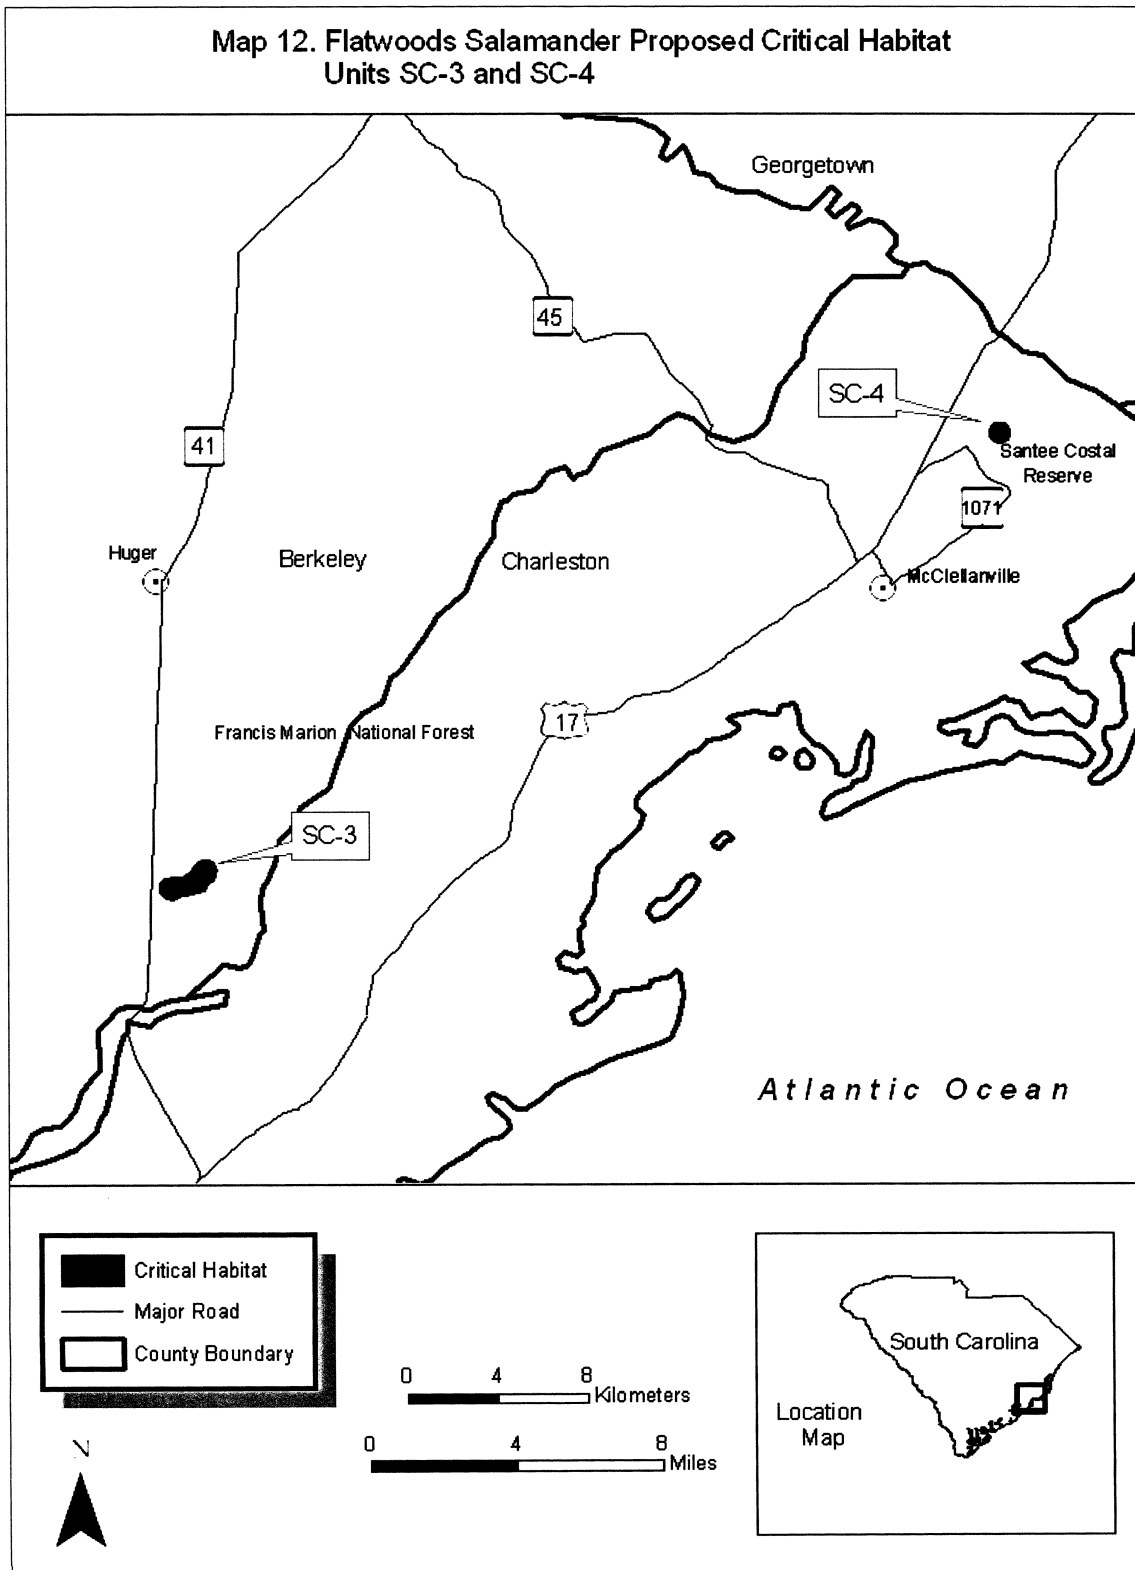 Map 12. Flatwoods Salamander Proposed Critical Habitat
Units SC-3 and SC-4
Georgetown
45
SC-4
41
Santee Costal
Reserve
1071
Huger
Berkeley
Charleston
McClellanville
17
Francis Marion National Forest
SC-3
Atlantic Ocean
Critical Habitat
Major Road
County Boundary
0 4 8
Kilometers
0 4 8
Miles
N
South Carolina
Location
Map